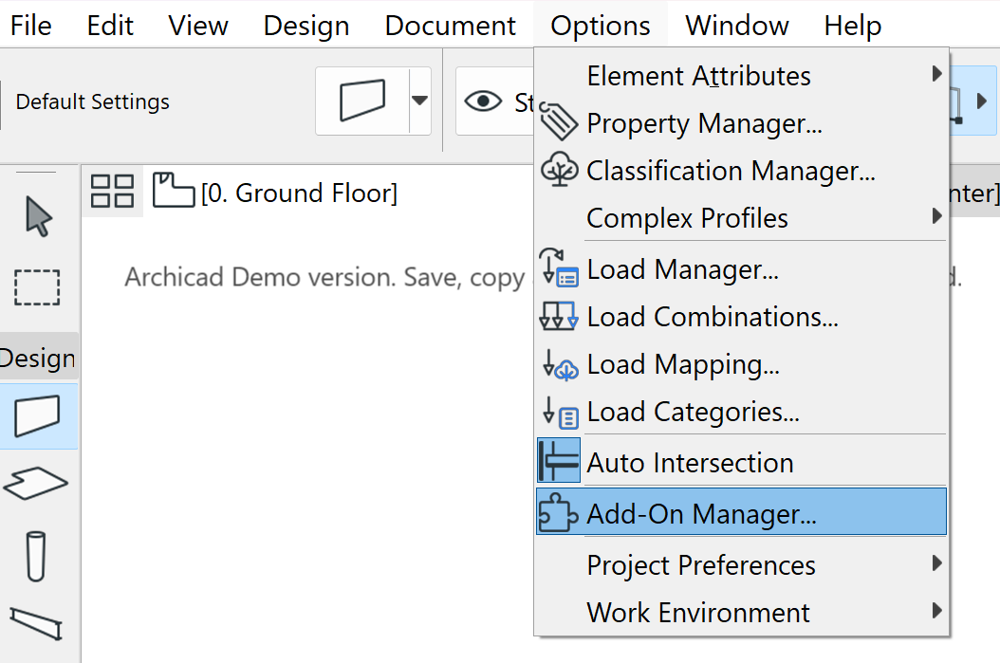 File Edit View Design Document Options Window Help
Default Settings
Element Attributes
Property Manager...
Classification Manager...
Complex Profiles
[0. Ground Floor]
Archicad Demo version. Save, copy
Load Manager...
Load Combinations...
Load Mapping...
Load Categories...
Design
Auto Intersection
Add-On Manager...
Project Preferences
Work Environment